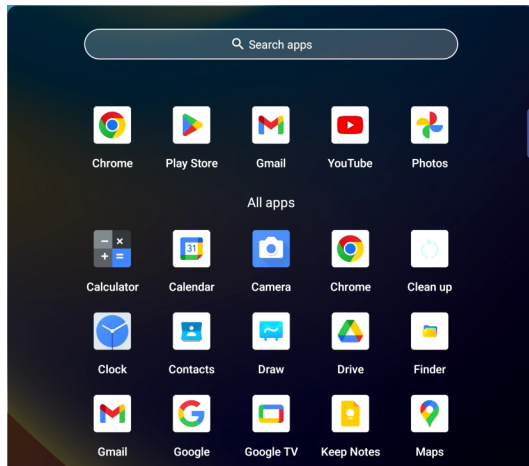 Search apps
Chrome Play Store Gmail YouTube Photos
All apps
31
Calculator Calendar Camera Chrome Clean up
Clock Contacts Draw Drive Finder
Gmail Google Google TV Keep Notes Maps